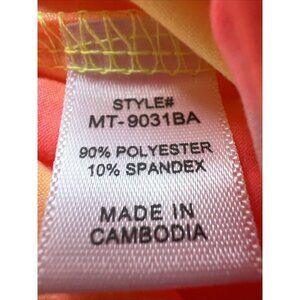 STYLE#
MT-9031BA
90% POLYESTER
10% SPANDEX
MADE IN
CAMBODIA